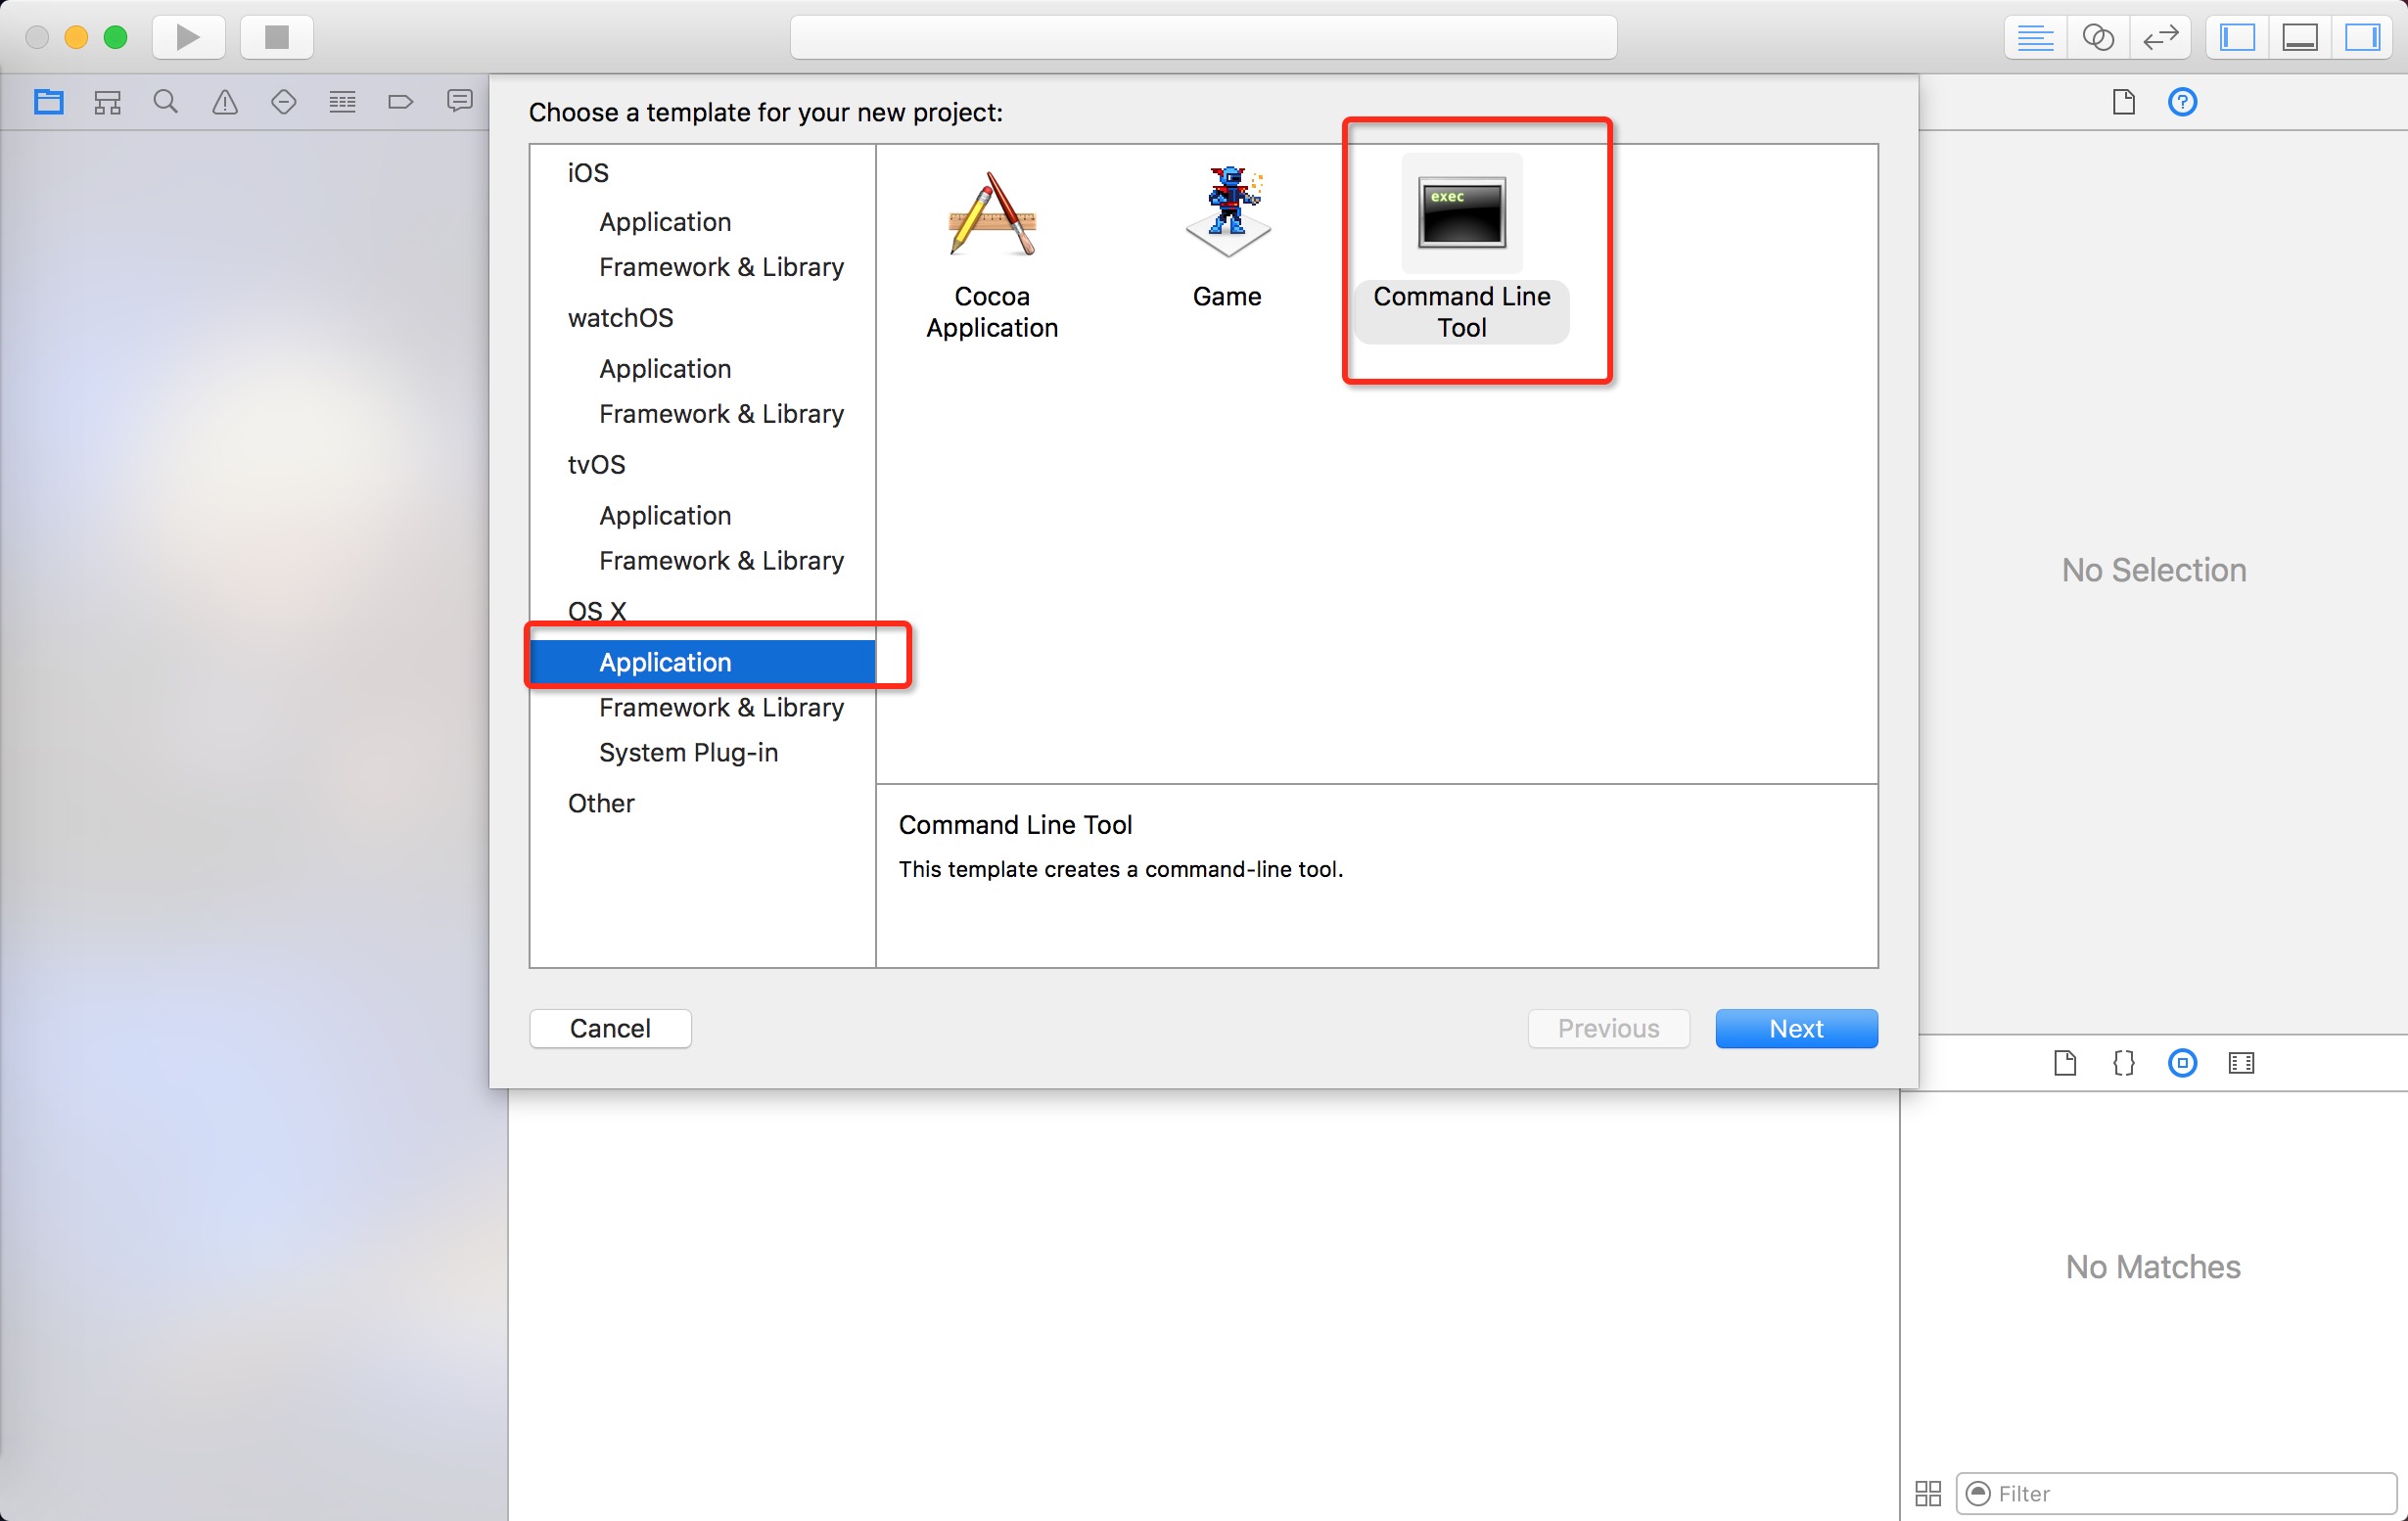 Choose a template for your new project:
iOS
Application
Framework & Library
watchOS
Application
Framework & Library
tvOS
Application
Framework & Library
OS X
Application
Framework & Library
System Plug-in
Other
Cocoa
Application
Game
exec
Command Line
Tool
Command Line Tool
This template creates a command-line tool.
Cancel
Previous
Next
No Selection
No Matches
Filter